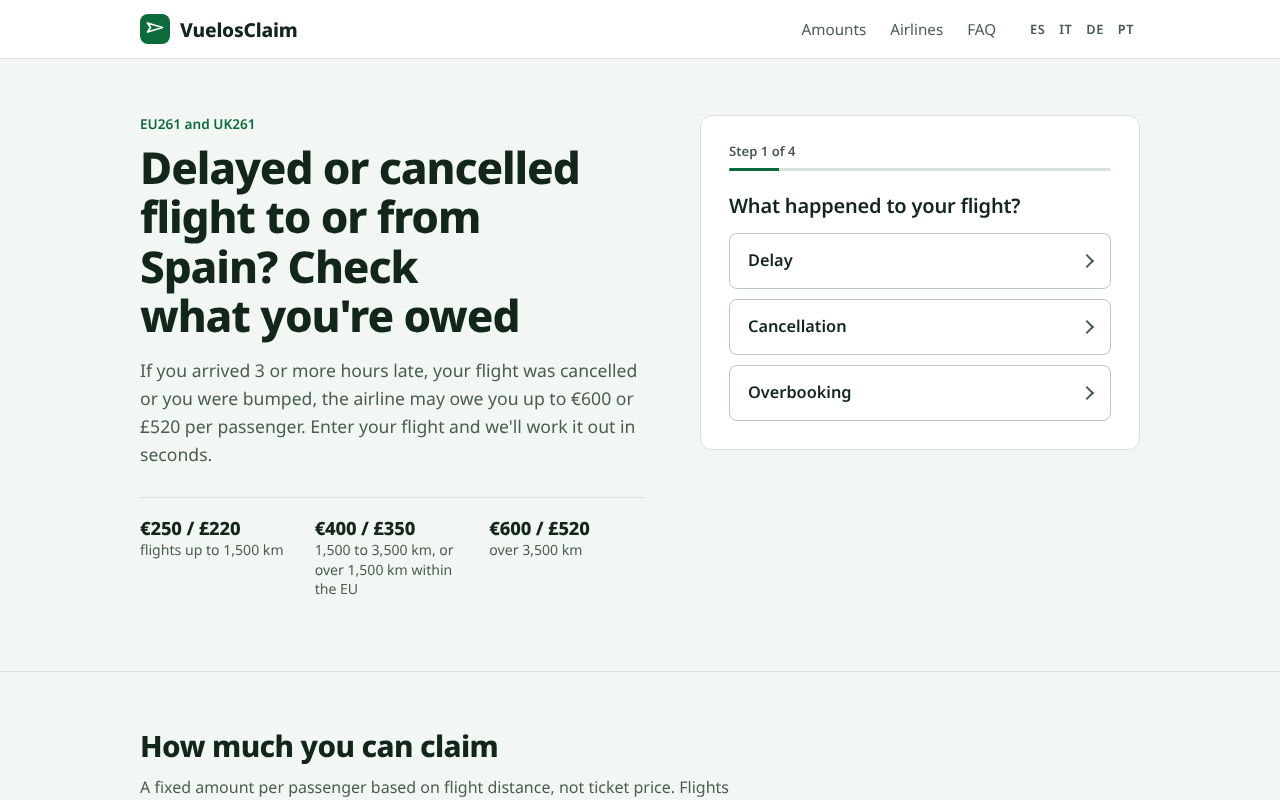 VuelosClaim
Amounts Airlines FAQ ES IT DE PT
EU261 and UK261
Delayed or cancelled
flight to or from
Spain? Check
what you're owed
If you arrived 3 or more hours late, your flight was cancelled
or you were bumped, the airline may owe you up to €600 or
£520 per passenger. Enter your flight and we'll work it out in
seconds.
€250 / £220
flights up to 1,500 km
€400 / £350
1,500 to 3,500 km, or
over 1,500 km within
the EU
€600 / £520
over 3,500 km
Step 1 of 4
What happened to your flight?
Delay
Cancellation
Overbooking
How much you can claim
A fixed amount per passenger based on flight distance, not ticket price. Flights